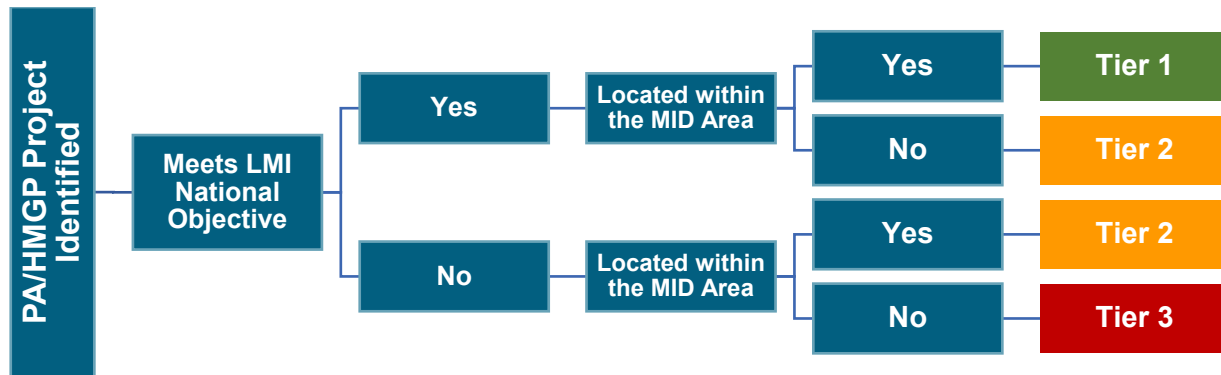 PA/HMGP Project
Identified
Meets LMI
National
Objective
Yes
Located within
the MID Area
Yes
Tier 1
No
Tier 2
No
Located within
the MID Area
Yes
Tier 2
No
Tier 3